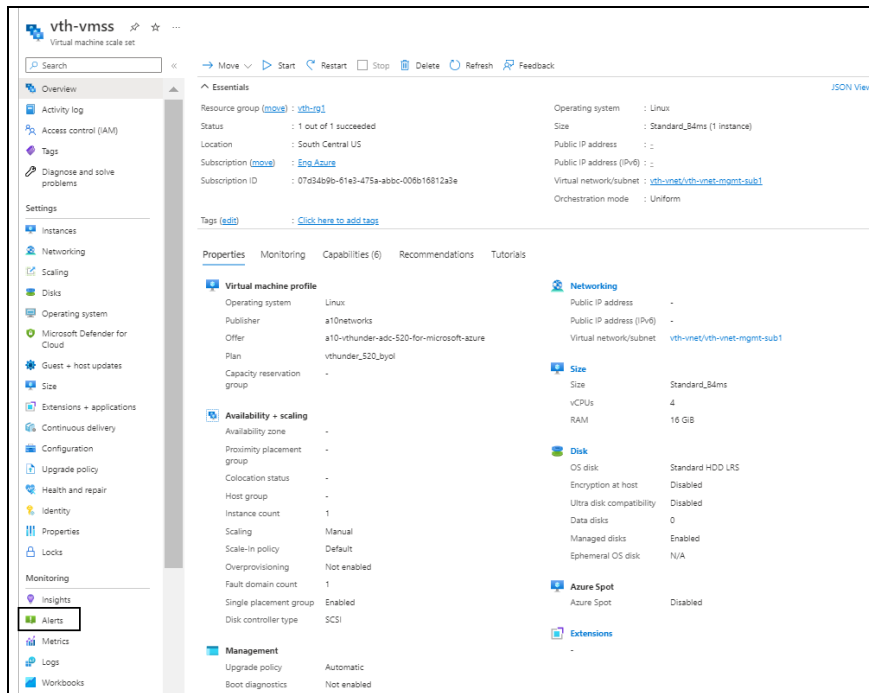 vth-vmss
Virtual machine scale set
Search
Overview
Activity log
Access control (IAM)
Tags
Diagnose and solve
problems
Settings
Instances
Networking
Scaling
Disks
Operating system
Microsoft Defender for
Cloud
Guest + host updates
Size
Extensions + applications
Continuous delivery
Configuration
Upgrade policy
Health and repair
Identity
Properties
Locks
Monitoring
Insights
Alerts
Metrics
Logs
Workbooks
Move Start Restart Stop Delete Refresh Feedback
Essentials JSON View
Resource group (move) : vth-rg1
Status : 1 out of 1 succeeded
Location : South Central US
Subscription (move) : Eng Azure
Subscription ID : 07d34b9b-61e3-475a-abbc-006b16812a3e
Operating system : Linux
Size : Standard_B4ms (1 instance)
Public IP address : -
Public IP address (IPv6) : -
Virtual network/subnet : vth-vnet/vth-vnet-mgmt-sub1
Orchestration mode : Uniform
Tags (edit) : Click here to add tags
Properties Monitoring Capabilities (6) Recommendations Tutorials
Virtual machine profile
Operating system Linux
Publisher a10networks
Offer a10-vthunder-adc-520-for-microsoft-azure
Plan vthunder_520_byol
Capacity reservation
group -
Availability + scaling
Availability zone -
Proximity placement
group -
Colocation status -
Host group -
Instance count 1
Scaling Manual
Scale-In policy Default
Overprovisioning Not enabled
Fault domain count 1
Single placement group Enabled
Disk controller type SCSI
Management
Upgrade policy Automatic
Boot diagnostics Not enabled
Networking
Public IP address -
Public IP address (IPv6) -
Virtual network/subnet vth-vnet/vth-vnet-mgmt-sub1
Size
Size Standard_B4ms
vCPUs 4
RAM 16 GiB
Disk
OS disk Standard HDD LRS
Encryption at host Disabled
Ultra disk compatibility Disabled
Data disks 0
Managed disks Enabled
Ephemeral OS disk N/A
Azure Spot
Azure Spot Disabled
Extensions
-